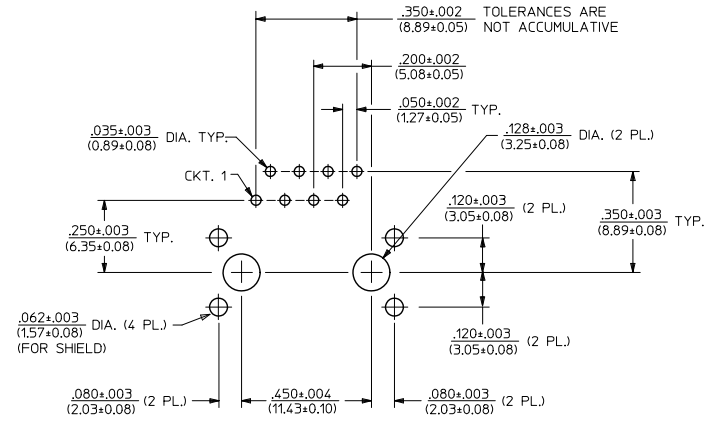 .350±.002 TOLERANCES ARE
(8.89±0.05) NOT ACCUMULATIVE
.200±.002
(5.08±0.05)
.050±.002 TYP.
(1.27±0.05)
.035±.003 DIA. TYP.
(0.89±0.08)
.128±.003 DIA. (2 PL.)
(3.25±0.08)
CKT. 1
.120±.003 (2 PL.)
(3.05±0.08)
.350±.003 TYP.
(8.89±0.08)
.250±.003 TYP.
(6.35±0.08)
.062±.003 DIA. (4 PL.)
(1.57±0.08)
(FOR SHIELD)
.120±.003 (2 PL.)
(3.05±0.08)
.080±.003 (2 PL.)
(2.03±0.08)
.450±.004
(11.43±0.10)
.080±.003 (2 PL.)
(2.03±0.08)